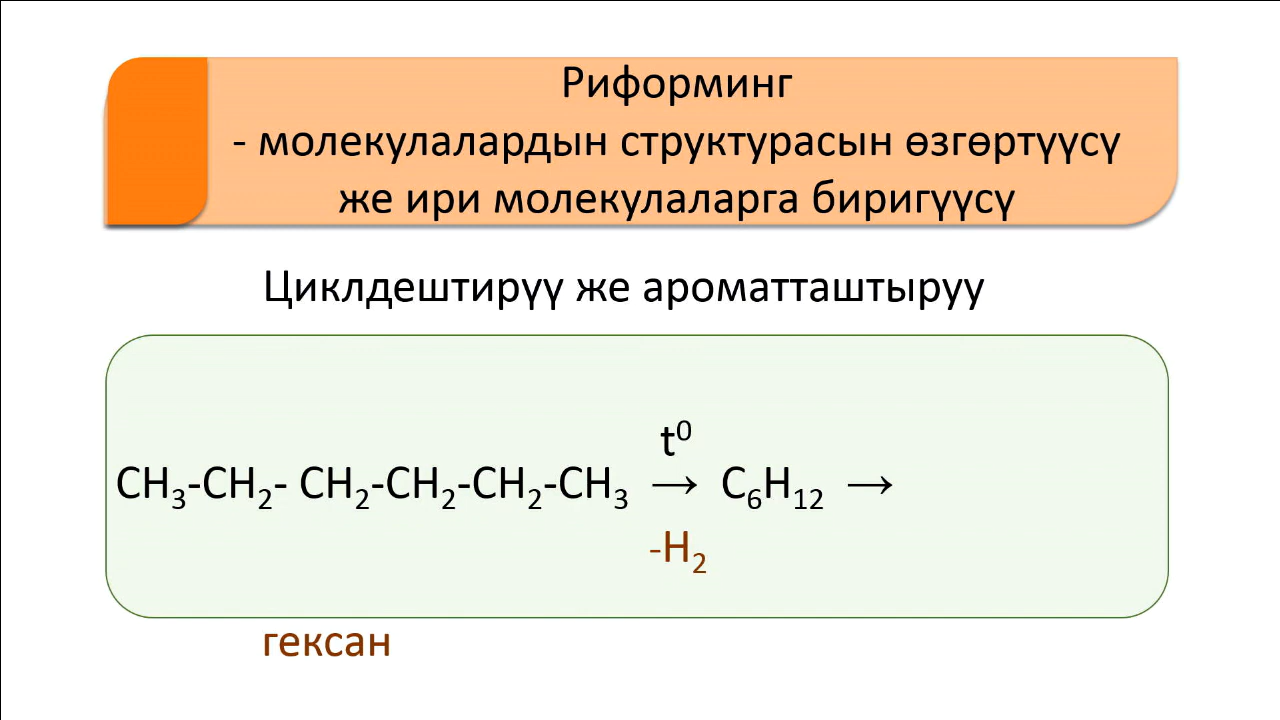 Риформинг
- молекулалардын структурасын өзгөртүүсү
же ири молекулаларга биригүүсү
Циклдештирүү же ароматташтыруу
t⁰
CH₃-CH₂- CH₂-CH₂-CH₂-CH₃ → C₆H₁₂ →
-H₂
гексан